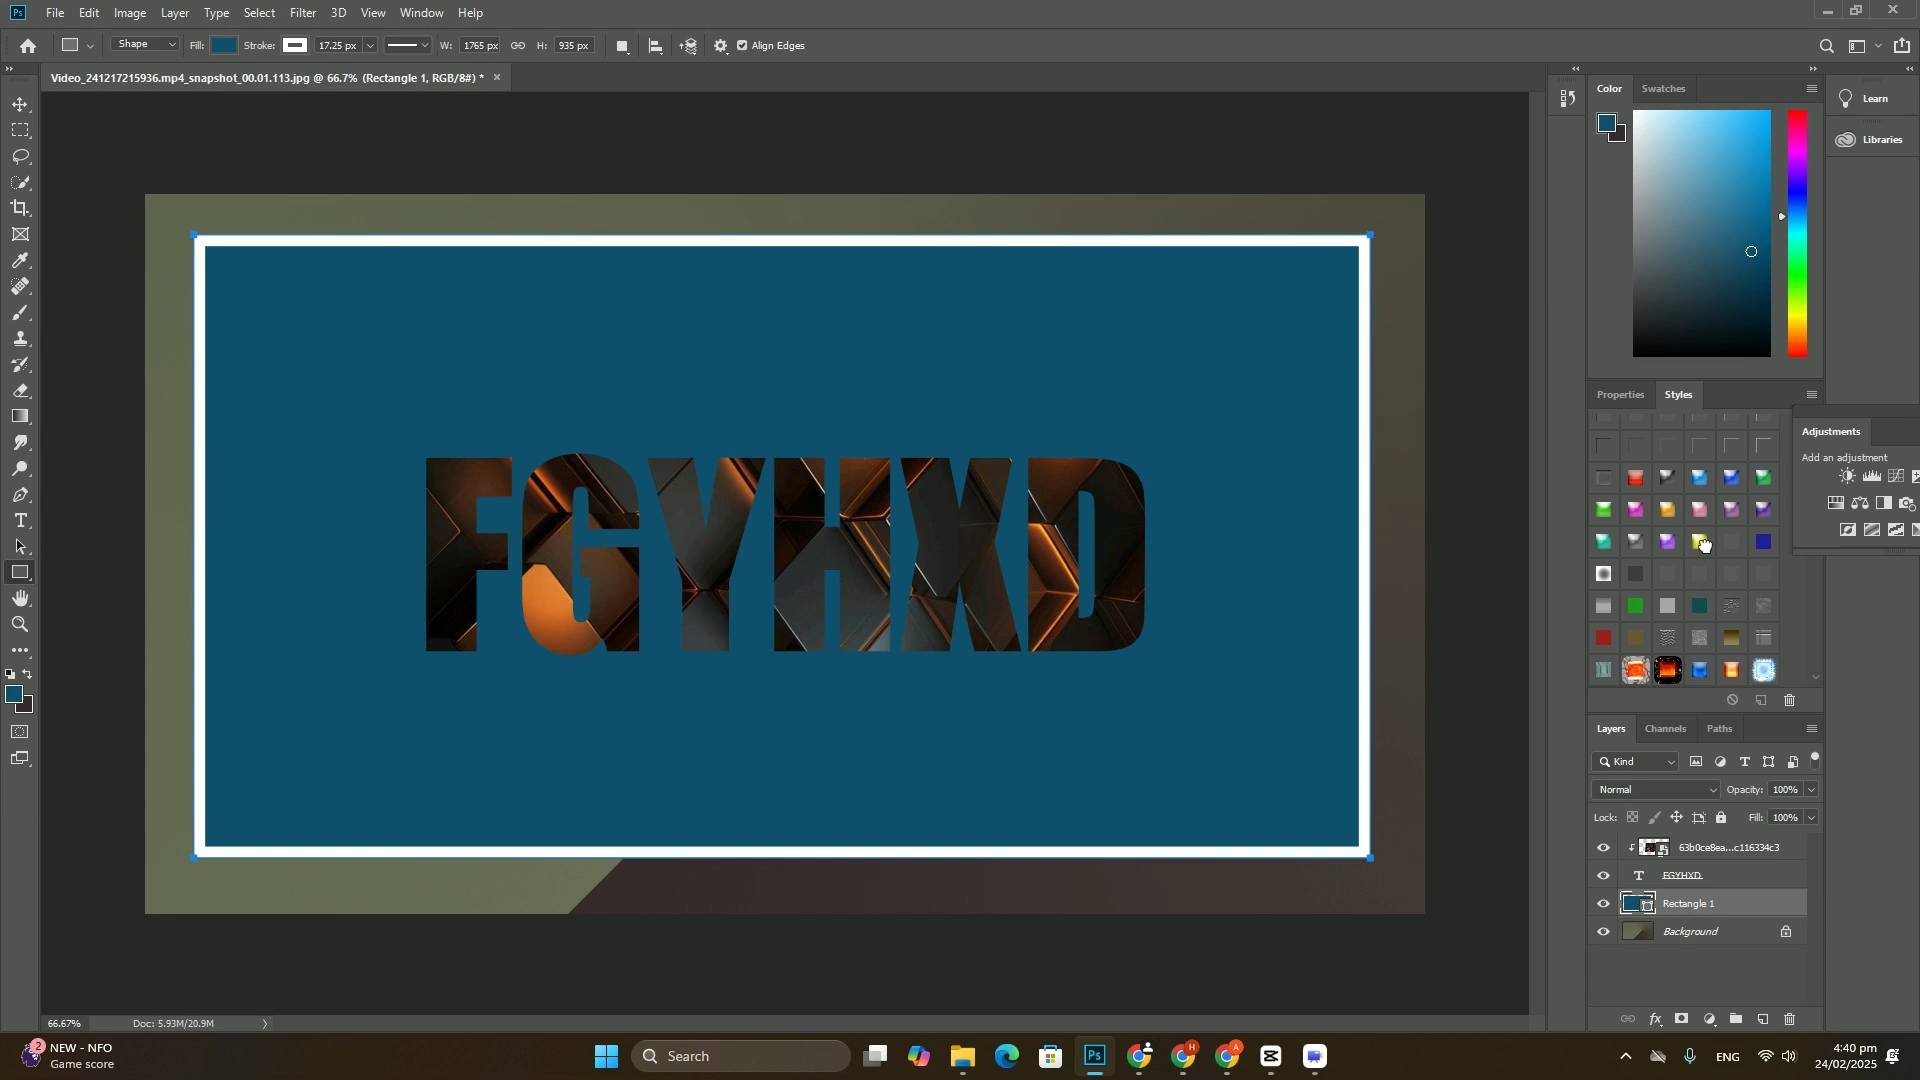 Ps File Edit Image Layer Type Select Filter 3D View Window Help
Shape Fill: Stroke: 17.25 px W: 1765 px H: 935 px Align Edges
Video_241217215936.mp4_snapshot_00.01.113.jpg @ 66.7% (Rectangle 1, RGB/8#) *
Color Swatches
Learn
Libraries
Properties Styles
Adjustments
Add an adjustment
FGYHXD
Layers Channels Paths
Kind
Normal Opacity: 100%
Lock: Fill: 100%
63b0ce8ea...c116334c3
FGYHXD
Rectangle 1
Background
66.67% Doc: 5.93M/20.9M
2
NEW - NFO
Game score
Search
Ps
H
A
ENG
4:40 pm
24/02/2025